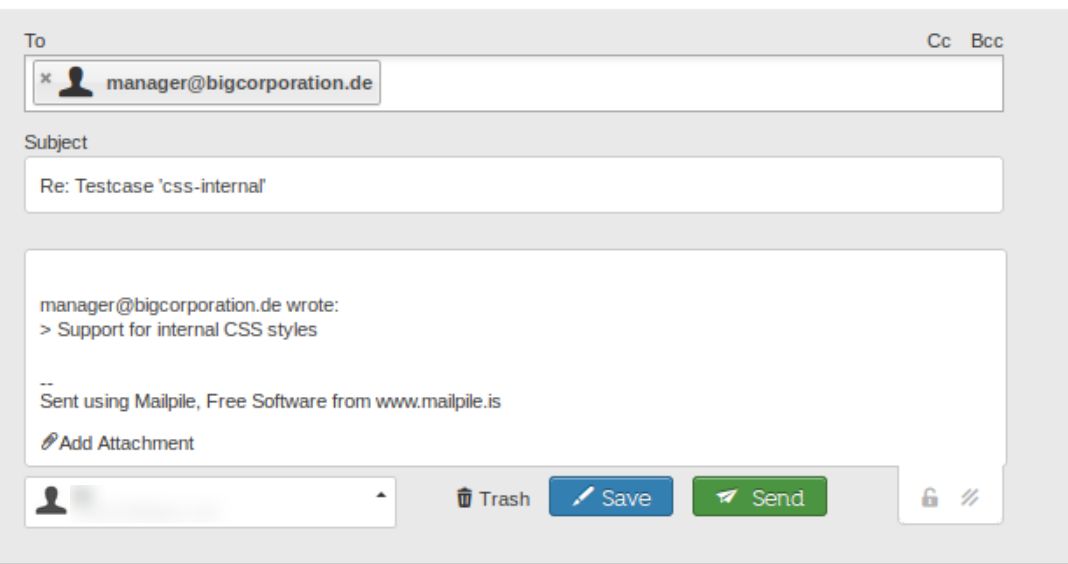 To Cc Bcc
× manager@bigcorporation.de
Subject
Re: Testcase 'css-internal'
manager@bigcorporation.de wrote:
> Support for internal CSS styles
--
Sent using Mailpile, Free Software from www.mailpile.is
Add Attachment
Trash Save Send